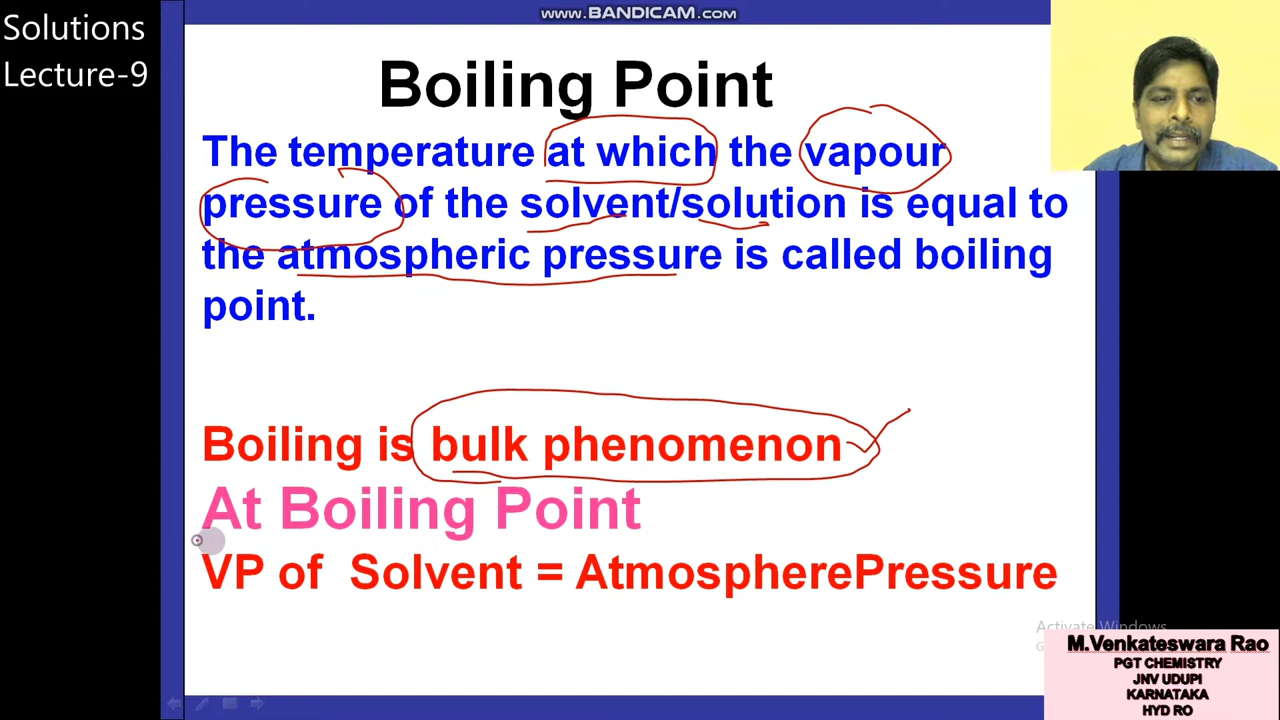 www.BANDICAM.com
Solutions
Lecture-9
Boiling Point
The temperature at which the vapour
pressure of the solvent/solution is equal to
the atmospheric pressure is called boiling
point.
Boiling is bulk phenomenon
At Boiling Point
VP of Solvent = AtmospherePressure
Activate Windows
M.Venkateswara Rao
PGT CHEMISTRY
JNV UDUPI
KARNATAKA
HYD RO